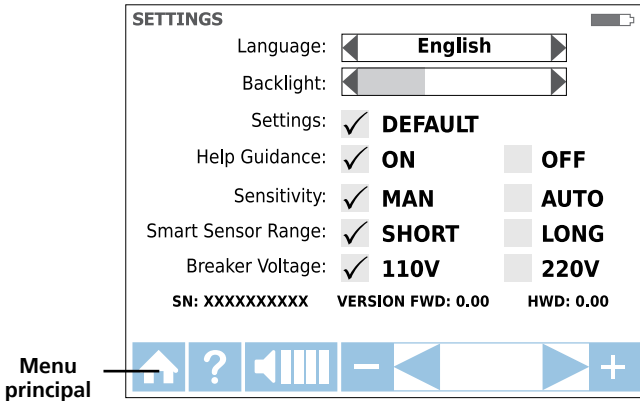 SETTINGS
Language: English
Backlight:
Settings: ✓ DEFAULT
Help Guidance: ✓ ON OFF
Sensitivity: ✓ MAN AUTO
Smart Sensor Range: ✓ SHORT LONG
Breaker Voltage: ✓ 110V 220V
SN: XXXXXXXXXX VERSION FWD: 0.00 HWD: 0.00
? − +
Menu
principal